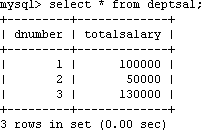 mysql> select * from deptsal;
+---------+-------------+
| dnumber | totalsalary |
+---------+-------------+
|       1 |      100000 |
|       2 |       50000 |
|       3 |      130000 |
+---------+-------------+
3 rows in set (0.00 sec)